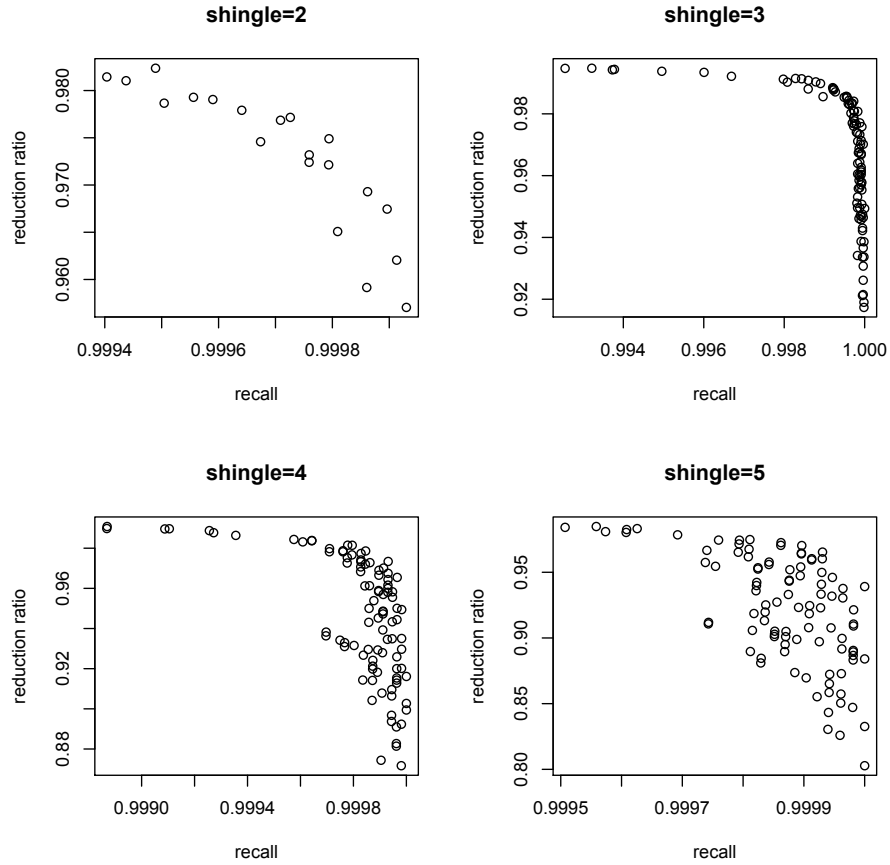 shingle=2
reduction ratio
0.980
0.970
0.960
0.9994
0.9996
0.9998
recall
shingle=3
reduction ratio
0.98
0.96
0.94
0.92
0.994
0.996
0.998
1.000
recall
shingle=4
reduction ratio
0.96
0.92
0.88
0.9990
0.9994
0.9998
recall
shingle=5
reduction ratio
0.95
0.90
0.85
0.80
0.9995
0.9997
0.9999
recall